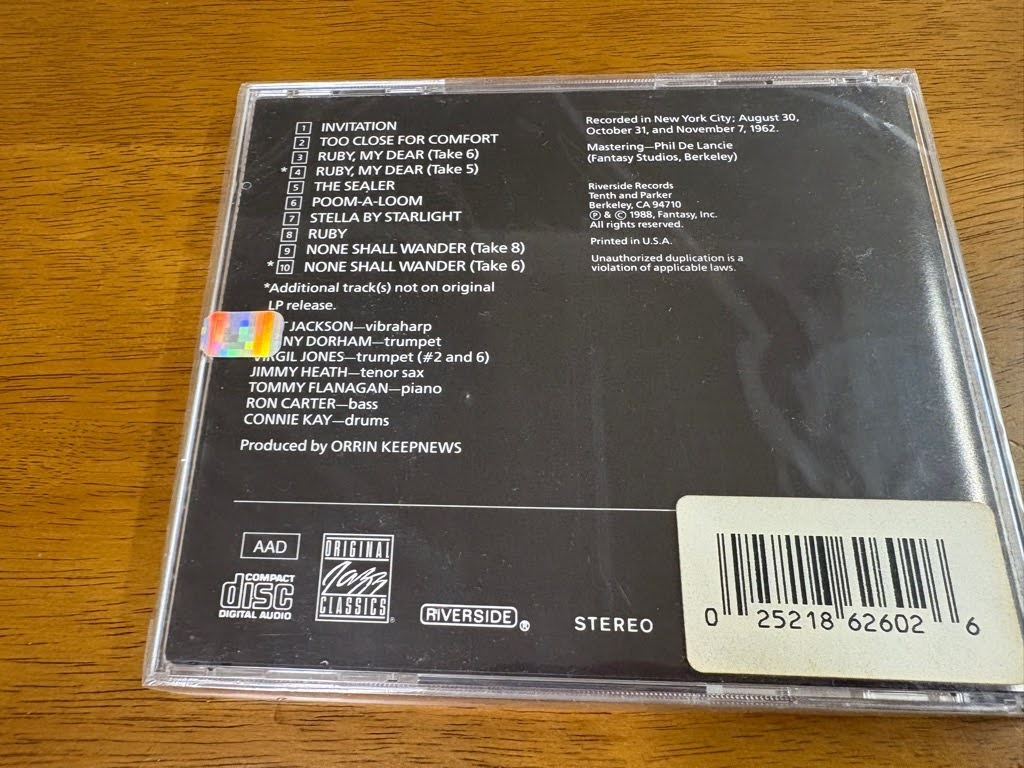 1 INVITATION
2 TOO CLOSE FOR COMFORT
3 RUBY, MY DEAR (Take 6)
*4 RUBY, MY DEAR (Take 5)
5 THE SEALER
6 POOM-A-LOOM
7 STELLA BY STARLIGHT
8 RUBY
9 NONE SHALL WANDER (Take 8)
*10 NONE SHALL WANDER (Take 6)
*Additional track(s) not on original
LP release.
T JACKSON—vibraharp
NY DORHAM—trumpet
VIRGIL JONES—trumpet (#2 and 6)
JIMMY HEATH—tenor sax
TOMMY FLANAGAN—piano
RON CARTER—bass
CONNIE KAY—drums
Produced by ORRIN KEEPNEWS
Recorded in New York City; August 30,
October 31, and November 7, 1962.
Mastering—Phil De Lancie
(Fantasy Studios, Berkeley)
Riverside Records
Tenth and Parker
Berkeley, CA 94710
℗ & © 1988, Fantasy, Inc.
All rights reserved.
Printed in U.S.A.
Unauthorized duplication is a
violation of applicable laws.
AAD
COMPACT
disc
DIGITAL AUDIO
ORIGINAL
Jazz
CLASSICS®
RIVERSIDE®
STEREO
0 25218 62602 6